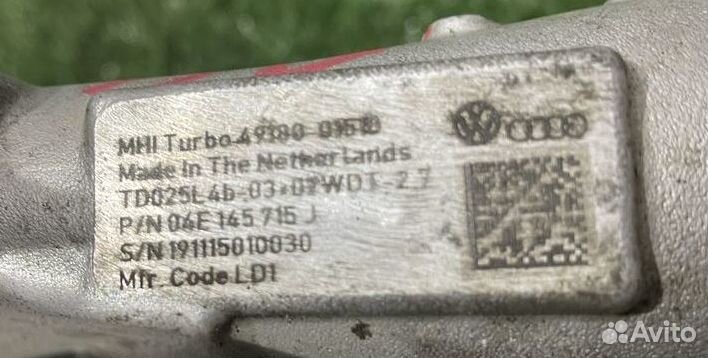 MHI Turbo 49180-01510
Made In The Netherlands
TD025L4b-03*07WDT-2.7
P/N 04E 145 715 J
S/N 191115010030
Mfr. Code LD1
Avito